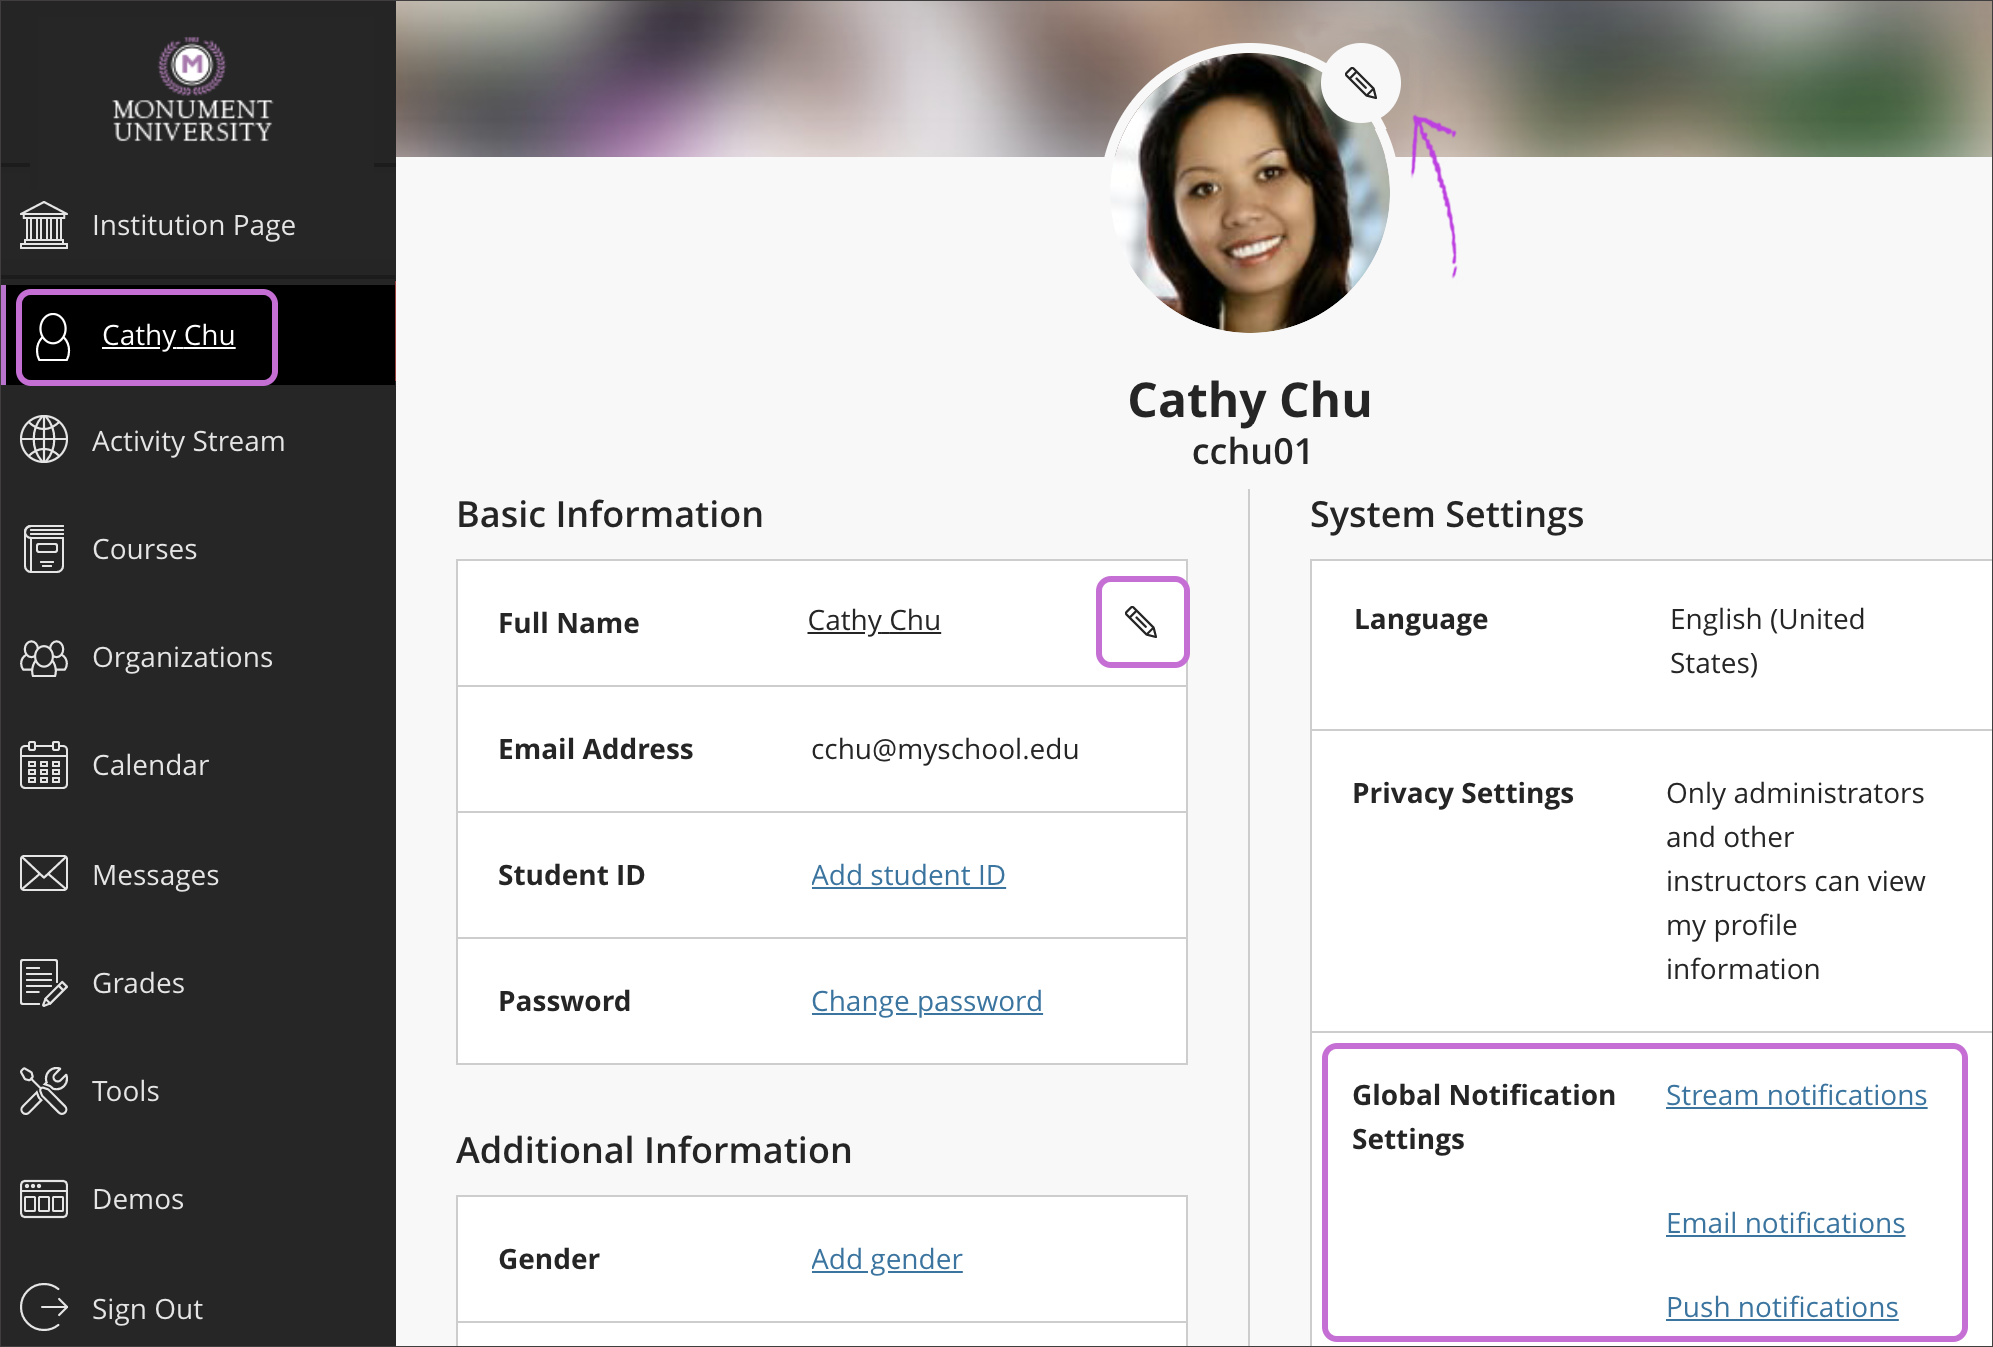 1992
M
MONUMENT
UNIVERSITY
Institution Page
Cathy Chu
Activity Stream
Courses
Organizations
Calendar
Messages
Grades
Tools
Demos
Sign Out
Cathy Chu
cchu01
Basic Information
Full Name Cathy Chu
Email Address cchu@myschool.edu
Student ID Add student ID
Password Change password
Additional Information
Gender Add gender
System Settings
Language English (United
States)
Privacy Settings Only administrators
and other
instructors can view
my profile
information
Global Notification Stream notifications
Settings
Email notifications
Push notifications